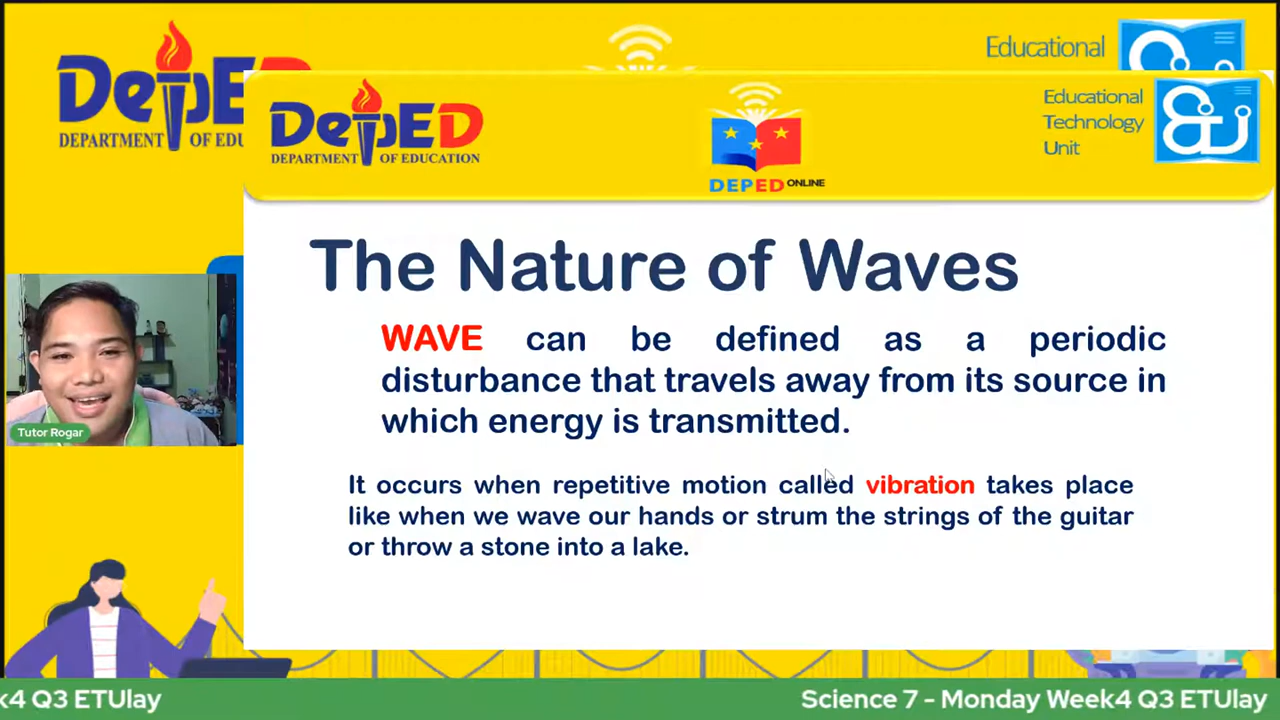 DepED
DEPARTMENT OF EDU
Educational
DepED
DEPARTMENT OF EDUCATION
DEPED ONLINE
Educational
Technology
Unit
The Nature of Waves
WAVE can be defined as a periodic
disturbance that travels away from its source in
which energy is transmitted.
It occurs when repetitive motion called vibration takes place
like when we wave our hands or strum the strings of the guitar
or throw a stone into a lake.
Tutor Rogar
k4 Q3 ETUlay
Science 7 - Monday Week4 Q3 ETUlay